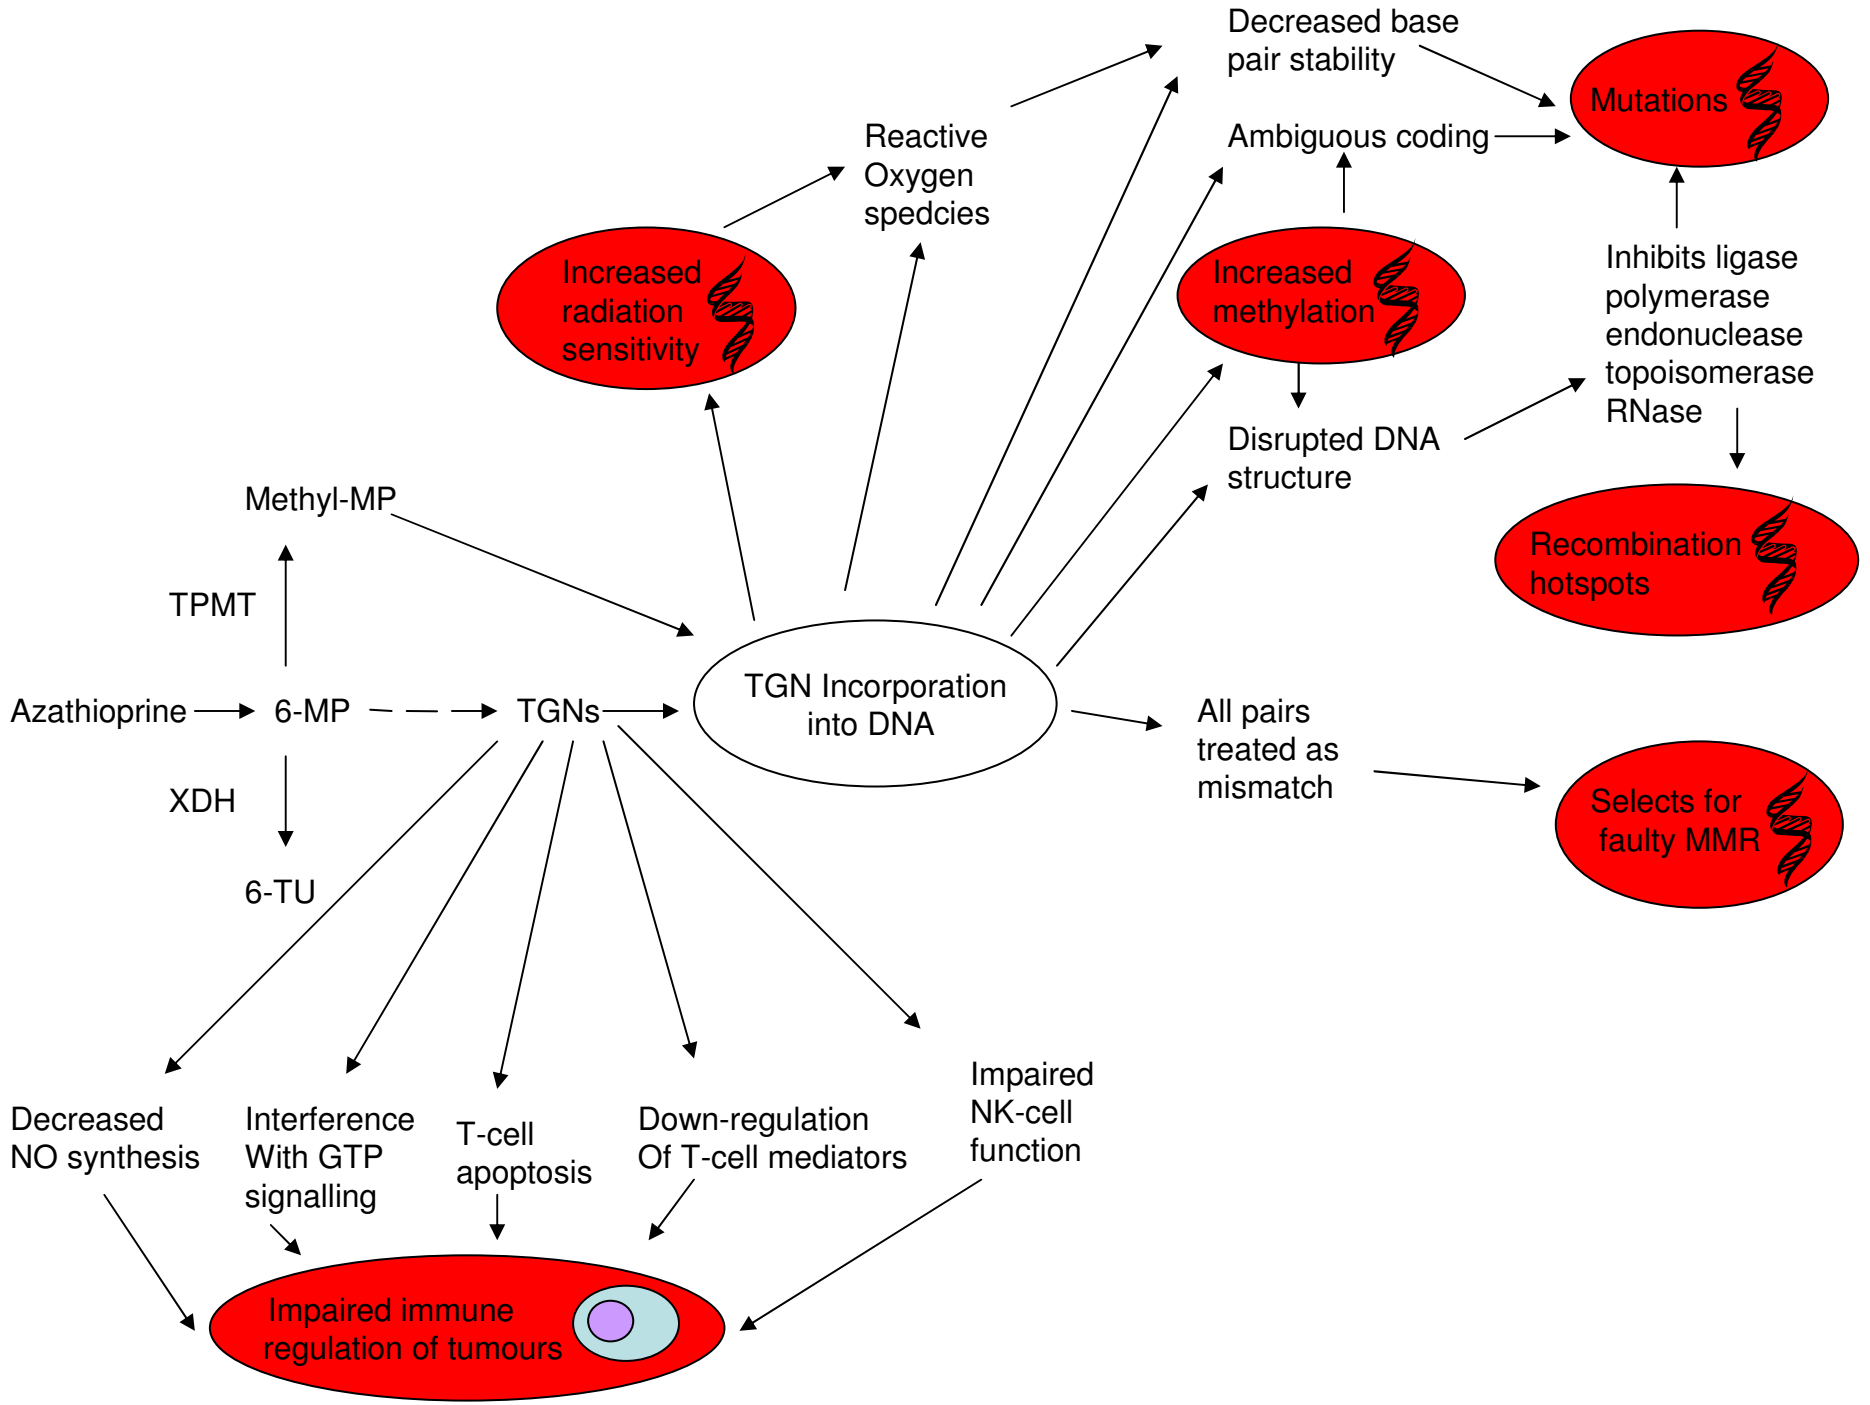 Decreased base
pair stability
Mutations
Reactive
Oxygen
spedcies
Ambiguous coding
Increased
radiation
sensitivity
Increased
methylation
Inhibits ligase
polymerase
endonuclease
topoisomerase
RNase
Disrupted DNA
structure
Methyl-MP
Recombination
hotspots
TPMT
Azathioprine
6-MP
TGNs
TGN Incorporation
into DNA
All pairs
treated as
mismatch
XDH
Selects for
faulty MMR
6-TU
Decreased
NO synthesis
Interference
With GTP
signalling
T-cell
apoptosis
Down-regulation
Of T-cell mediators
Impaired
NK-cell
function
Impaired immune
regulation of tumours